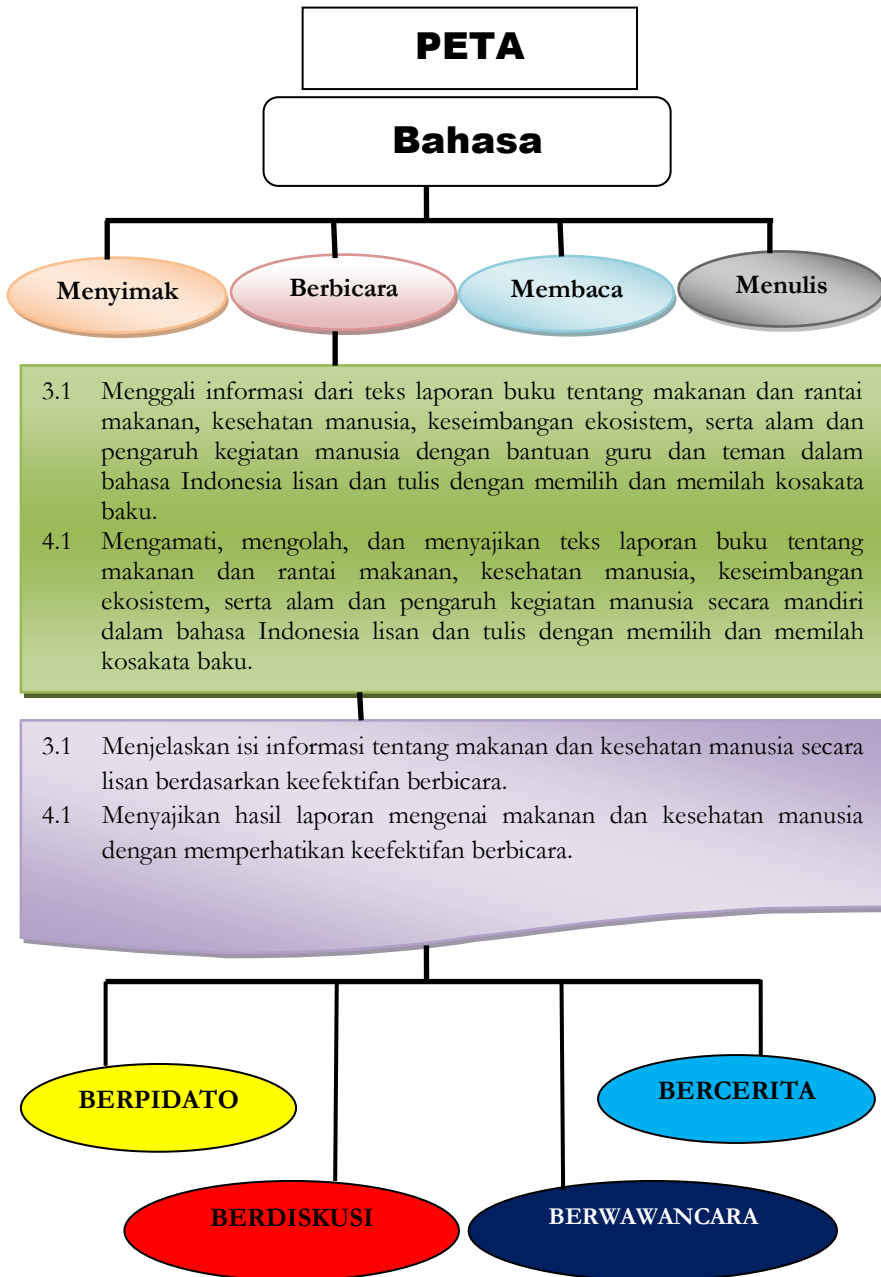 PETA
Bahasa
Menyimak
Berbicara
Membaca
Menulis
3.1 Menggali informasi dari teks laporan buku tentang makanan dan rantai
makanan, kesehatan manusia, keseimbangan ekosistem, serta alam dan
pengaruh kegiatan manusia dengan bantuan guru dan teman dalam
bahasa Indonesia lisan dan tulis dengan memilih dan memilah kosakata
baku.
4.1 Mengamati, mengolah, dan menyajikan teks laporan buku tentang
makanan dan rantai makanan, kesehatan manusia, keseimbangan
ekosistem, serta alam dan pengaruh kegiatan manusia secara mandiri
dalam bahasa Indonesia lisan dan tulis dengan memilih dan memilah
kosakata baku.
3.1 Menjelaskan isi informasi tentang makanan dan kesehatan manusia secara
lisan berdasarkan keefektifan berbicara.
4.1 Menyajikan hasil laporan mengenai makanan dan kesehatan manusia
dengan memperhatikan keefektifan berbicara.
BERPIDATO
BERCERITA
BERDISKUSI
BERWAWANCARA